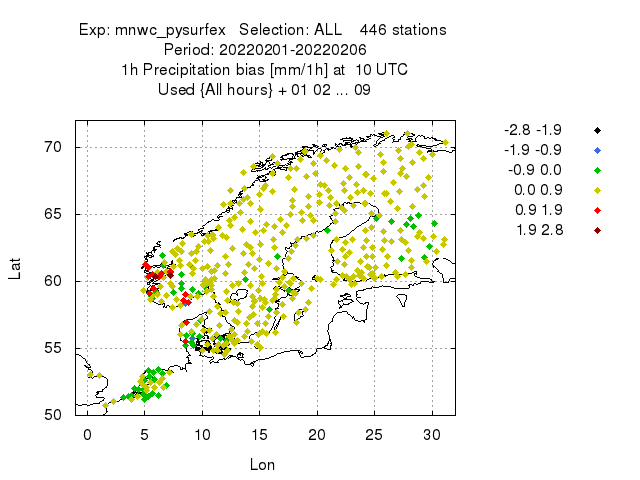 Exp: mnwc_pysurfex Selection: ALL 446 stations
Period: 20220201-20220206
1h Precipitation bias [mm/1h] at 10 UTC
Used {All hours} + 01 02 ... 09
-2.8 -1.9
-1.9 -0.9
-0.9 0.0
0.0 0.9
0.9 1.9
1.9 2.8
70
65
60
55
50
Lat
0 5 10 15 20 25 30
Lon